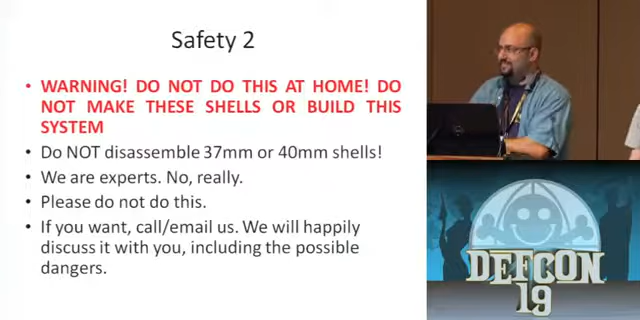 Safety 2
• WARNING! DO NOT DO THIS AT HOME! DO
NOT MAKE THESE SHELLS OR BUILD THIS
SYSTEM
• Do NOT disassemble 37mm or 40mm shells!
• We are experts. No, really.
• Please do not do this.
• If you want, call/email us. We will happily
discuss it with you, including the possible
dangers.
DEFCON
19